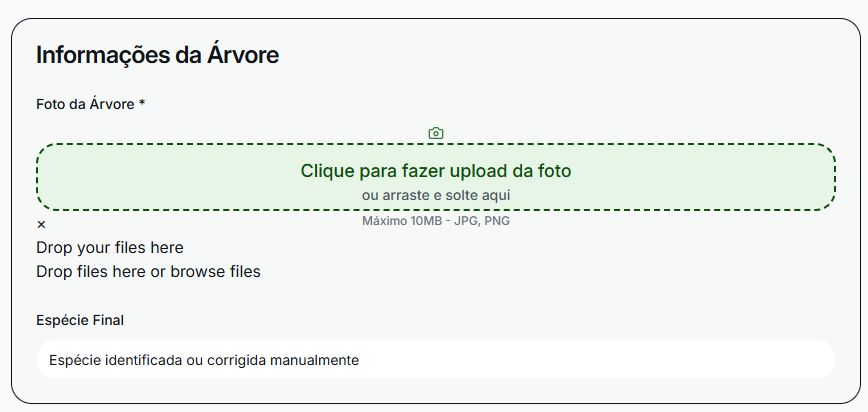 Informações da Árvore
Foto da Árvore *
Clique para fazer upload da foto
ou arraste e solte aqui
Máximo 10MB - JPG, PNG
×
Drop your files here
Drop files here or browse files
Espécie Final
Espécie identificada ou corrigida manualmente